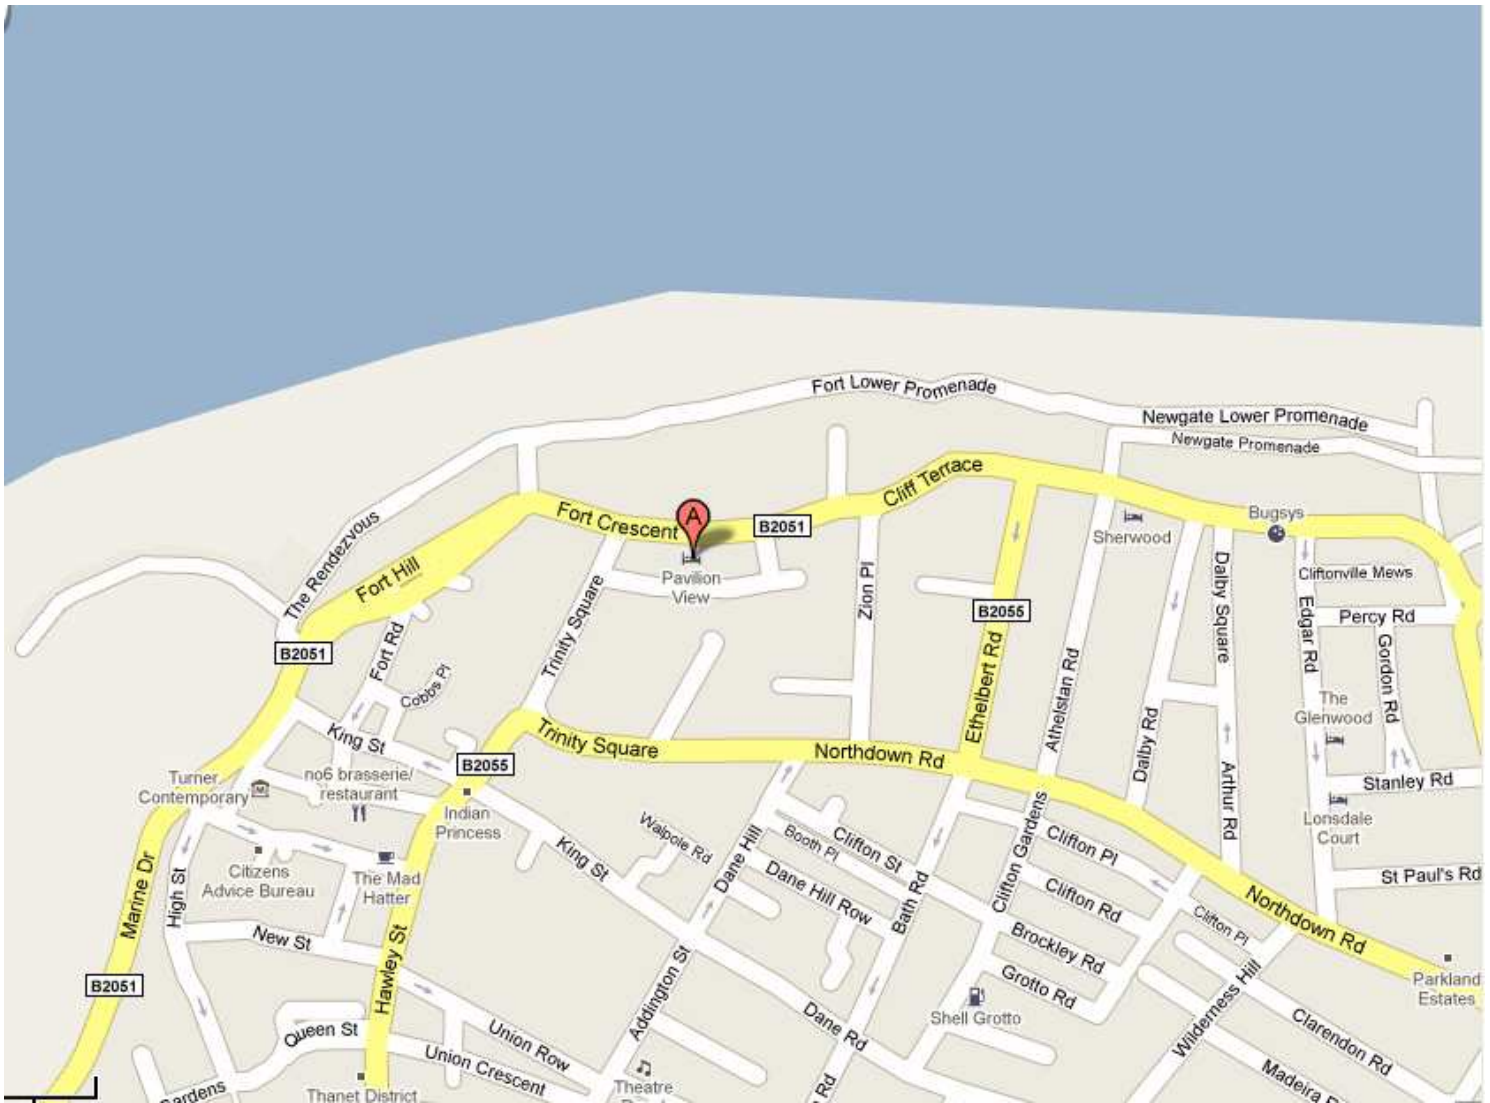 Fort Lower Promenade
Newgate Lower Promenade
Newgate Promenade
Cliff Terrace
Fort Crescent
A
B2051
Bugsys
Sherwood
The Rendezvous
Fort Hill
Pavilion
View
Zion Pl
Dalby Square
Cliftonville Mews
Edgar Rd
Percy Rd
B2055
Trinity Square
Fort Rd
B2051
Cobbs Pl
Ethelbert Rd
Athelstan Rd
Gordon Rd
The
Glenwood
King St
Trinity Square
Northdown Rd
Dalby Rd
B2055
Turner
Contemporary
no6 brasserie/
restaurant
Arthur Rd
Stanley Rd
Indian
Princess
Lonsdale
Court
Walpole Rd
Booth Pl
Clifton St
Clifton Pl
King St
Dane Hill
Clifton Gardens
Citizens
Advice Bureau
The Mad
Hatter
Dane Hill Row
Bath Rd
Clifton Rd
St Paul's Rd
Marine Dr
High St
Clifton Pl
Northdown Rd
New St
Brockley Rd
Hawley St
Addington St
Grotto Rd
Wilderness Hill
Parkland
Estates
B2051
Shell Grotto
Dane Rd
Clarendon Rd
Queen St
Union Row
Union Crescent
Madeira
Theatre
Thanet District
Rd